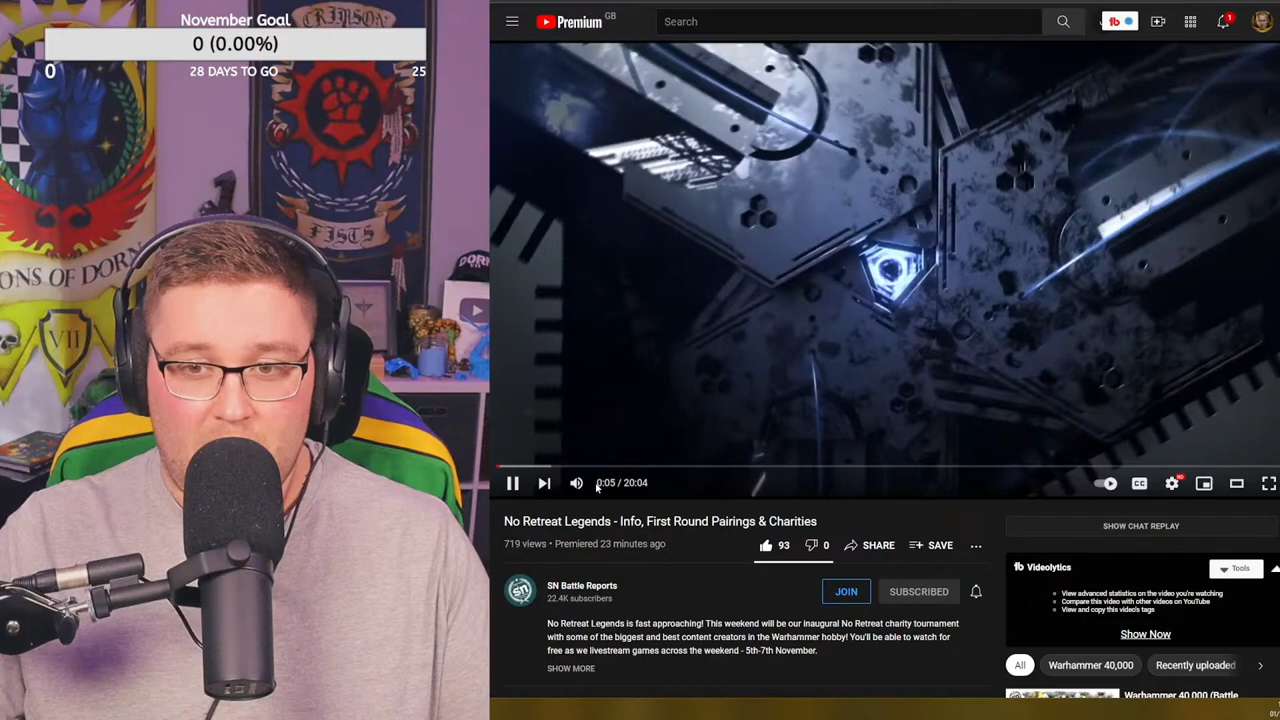 November Goal
0 (0.00%)
0
28 DAYS TO GO
25
CRIMSON
FISTS
SONS OF DORN
VII
DORN
Premium GB
Search
fb
1
0:05 / 20:04
CC
No Retreat Legends - Info, First Round Pairings & Charities
719 views • Premiered 23 minutes ago
93
0
SHARE
SAVE
SHOW CHAT REPLAY
sn
SN Battle Reports
22.4K subscribers
JOIN
SUBSCRIBED
No Retreat Legends is fast approaching! This weekend will be our inaugural No Retreat charity tournament
with some of the biggest and best content creators in the Warhammer hobby! You'll be able to watch for
free as we livestream games across the weekend - 5th-7th November.
SHOW MORE
fb Videolytics
Tools
View advanced statistics on the video you're watching
Compare this video with other videos on YouTube
View and copy this video's tags
Show Now
All
Warhammer 40,000
Recently uploaded
Warhammer 40,000 (Battle
01/